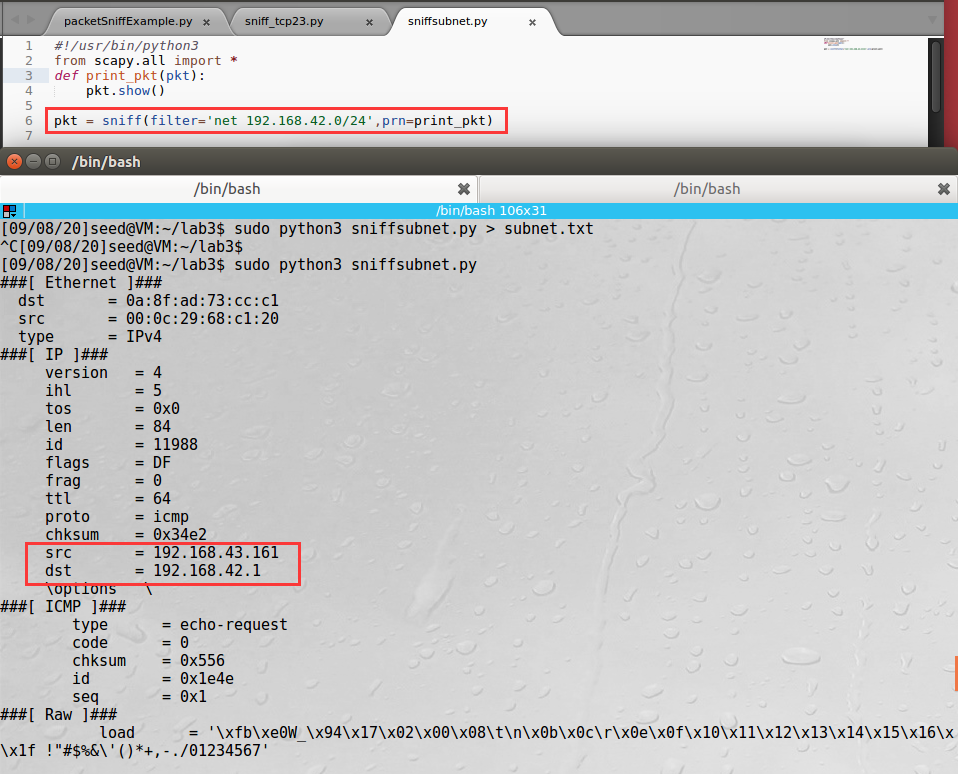 packetSniffExample.py ×
sniff_tcp23.py ×
sniffsubnet.py ×
1 #!/usr/bin/python3
2 from scapy.all import *
3 def print_pkt(pkt):
4 pkt.show()
5
6 pkt = sniff(filter='net 192.168.42.0/24',prn=print_pkt)
7
/bin/bash
/bin/bash
/bin/bash
/bin/bash 106x31
[09/08/20]seed@VM:~/lab3$ sudo python3 sniffsubnet.py > subnet.txt
^C[09/08/20]seed@VM:~/lab3$
[09/08/20]seed@VM:~/lab3$ sudo python3 sniffsubnet.py
###[ Ethernet ]###
dst = 0a:8f:ad:73:cc:c1
src = 00:0c:29:68:c1:20
type = IPv4
###[ IP ]###
version = 4
ihl = 5
tos = 0x0
len = 84
id = 11988
flags = DF
frag = 0
ttl = 64
proto = icmp
chksum = 0x34e2
src = 192.168.43.161
dst = 192.168.42.1
\options \
###[ ICMP ]###
type = echo-request
code = 0
chksum = 0x556
id = 0x1e4e
seq = 0x1
###[ Raw ]###
load = '\xfb\xe0W_\x94\x17\x02\x00\x08\t\n\x0b\x0c\r\x0e\x0f\x10\x11\x12\x13\x14\x15\x16\x
\x1f !"#$%&\'()*+,-./01234567'